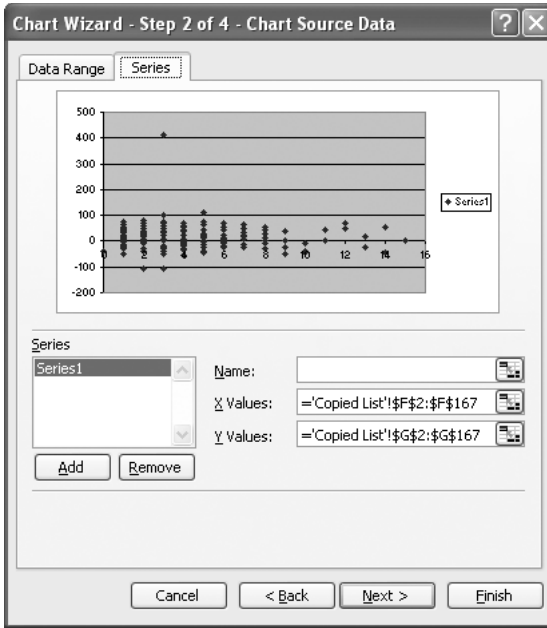 Chart Wizard - Step 2 of 4 - Chart Source Data
Data Range Series
500
400
300
200
100
0
-100
-200
0 2 4 6 8 10 12 14 16
Series1
Series
Series1
Name:
X Values: ='Copied List'!$F$2:$F$167
Y Values: ='Copied List'!$G$2:$G$167
Add Remove
Cancel < Back Next > Finish